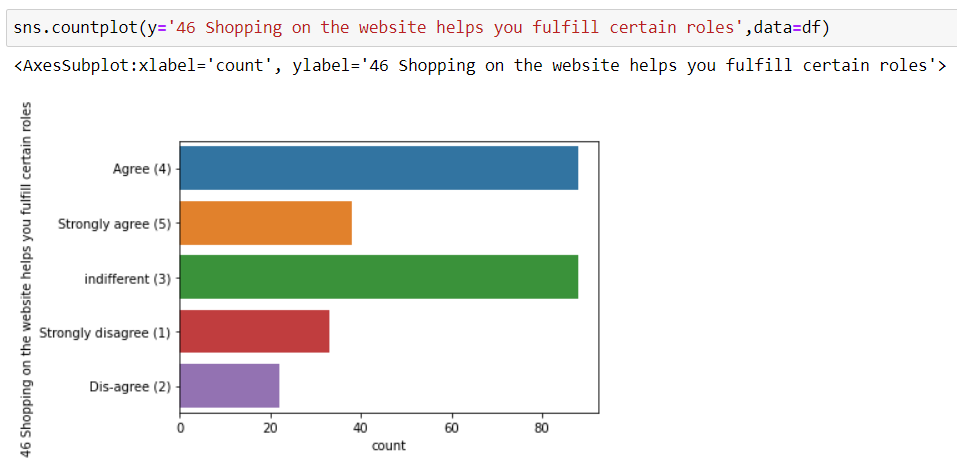 sns.countplot(y='46 Shopping on the website helps you fulfill certain roles',data=df)
<AxesSubplot:xlabel='count', ylabel='46 Shopping on the website helps you fulfill certain roles'>
46 Shopping on the website helps you fulfill certain roles
Agree (4)
Strongly agree (5)
indifferent (3)
Strongly disagree (1)
Dis-agree (2)
0 20 40 60 80
count